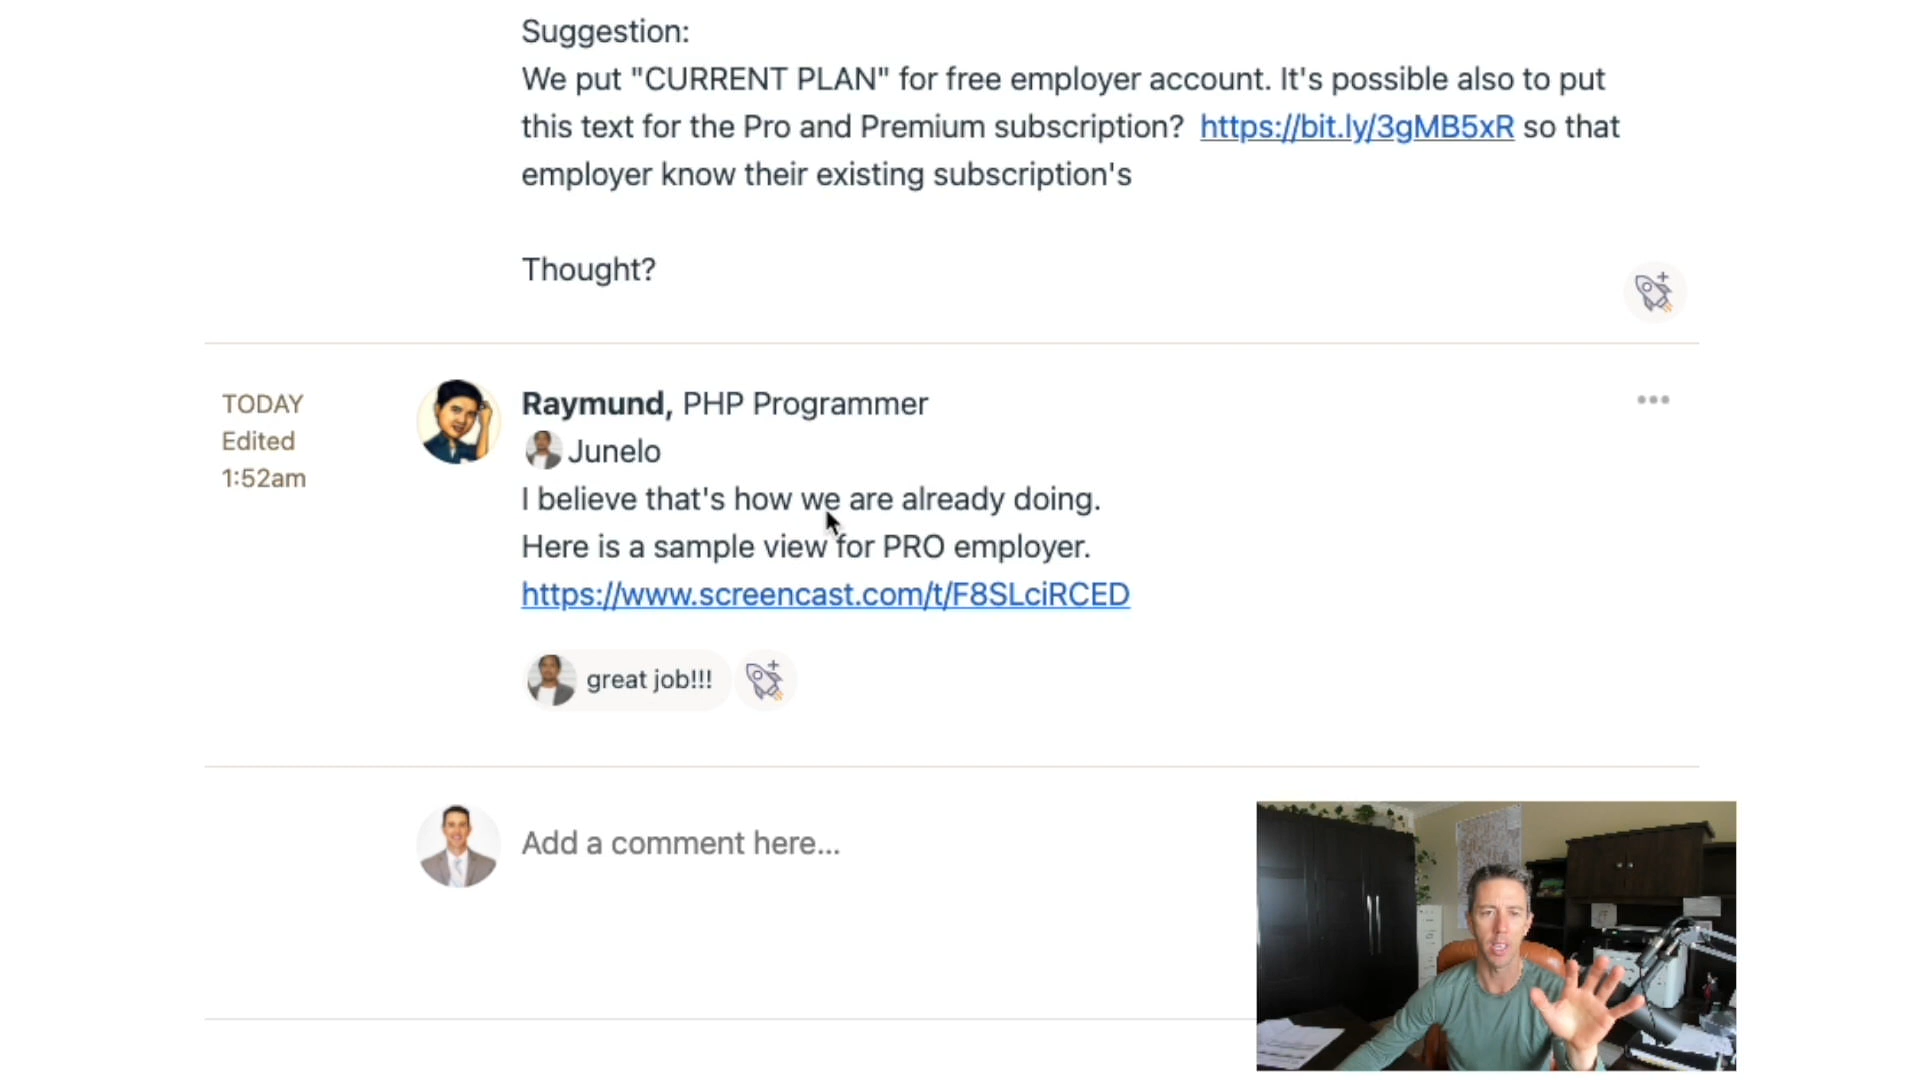 Suggestion:
We put "CURRENT PLAN" for free employer account. It's possible also to put
this text for the Pro and Premium subscription?  https://bit.ly/3gMB5xR so that
employer know their existing subscription's
Thought?
TODAY
Edited
1:52am
Raymund, PHP Programmer
Junelo
I believe that's how we are already doing.
Here is a sample view for PRO employer.
https://www.screencast.com/t/F8SLciRCED
great job!!!
Add a comment here...